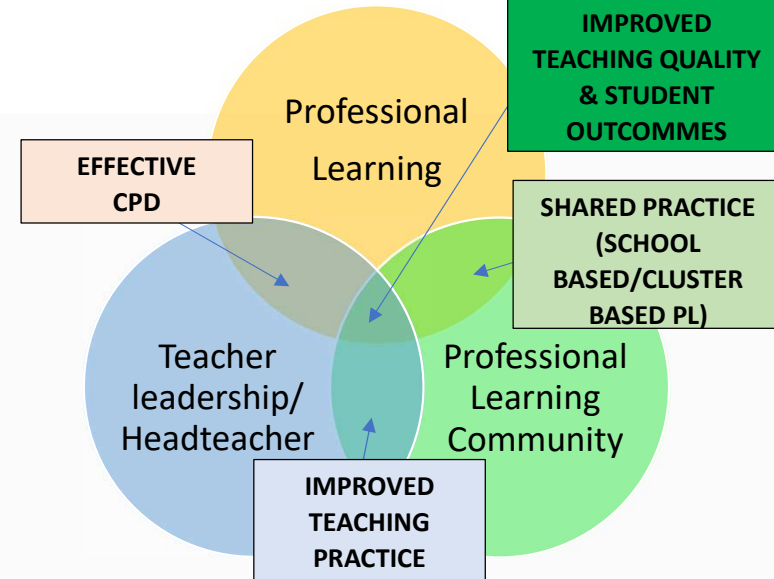 IMPROVED
TEACHING QUALITY
& STUDENT
OUTCOMMES
Professional
Learning
EFFECTIVE
CPD
SHARED PRACTICE
(SCHOOL
BASED/CLUSTER
BASED PL)
Teacher
leadership/
Headteacher
Professional
Learning
Community
IMPROVED
TEACHING
PRACTICE